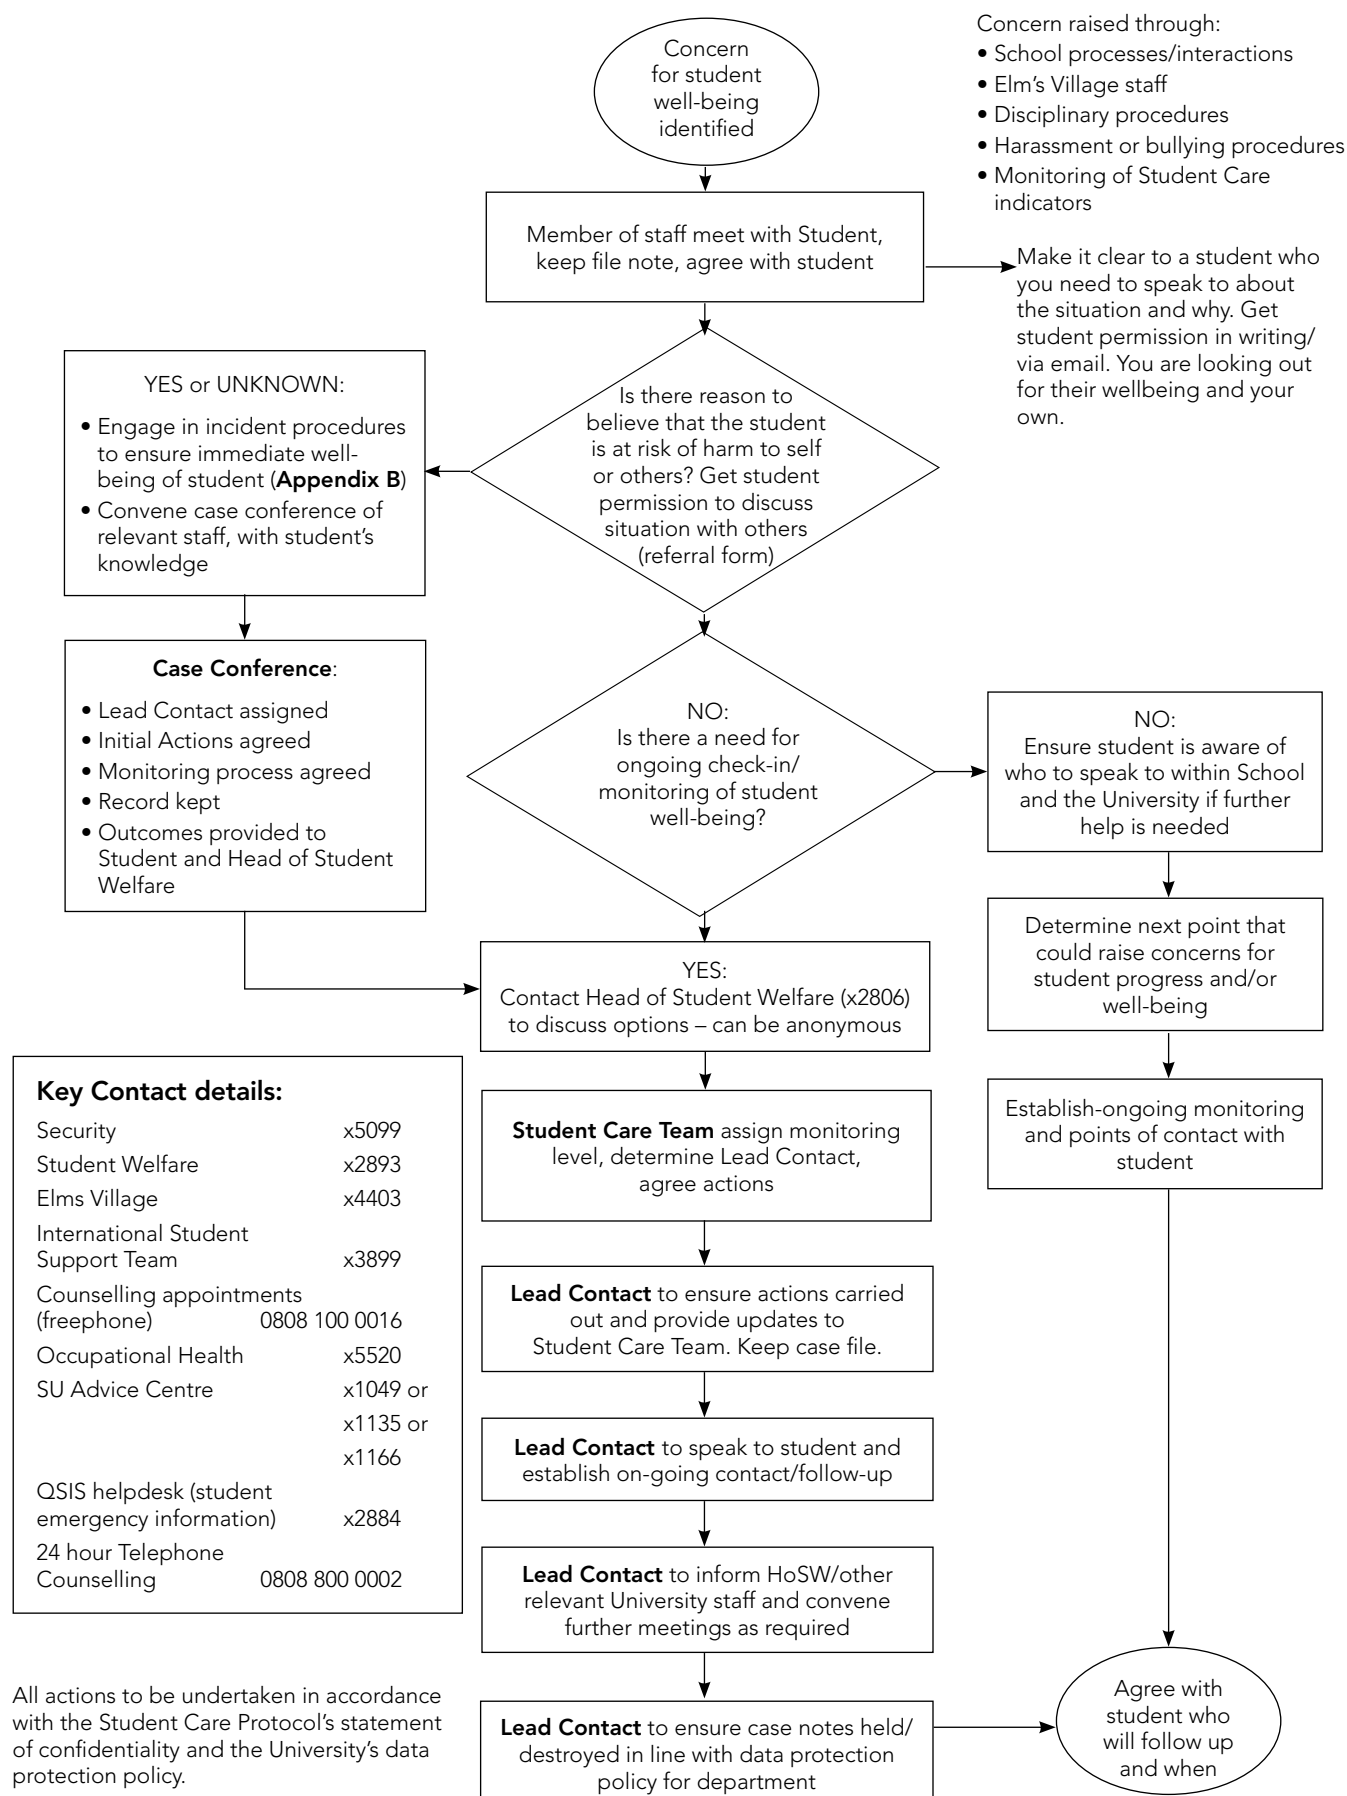 Concern
for student
well-being
identified
Concern raised through:
• School processes/interactions
• Elm's Village staff
• Disciplinary procedures
• Harassment or bullying procedures
• Monitoring of Student Care
indicators
Member of staff meet with Student,
keep file note, agree with student
Make it clear to a student who
you need to speak to about
the situation and why. Get
student permission in writing/
via email. You are looking out
for their wellbeing and your
own.
Is there reason to
believe that the student
is at risk of harm to self
or others? Get student
permission to discuss
situation with others
(referral form)
YES or UNKNOWN:
• Engage in incident procedures
to ensure immediate well-
being of student (Appendix B)
• Convene case conference of
relevant staff, with student's
knowledge
Case Conference:
• Lead Contact assigned
• Initial Actions agreed
• Monitoring process agreed
• Record kept
• Outcomes provided to
Student and Head of Student
Welfare
NO:
Is there a need for
ongoing check-in/
monitoring of student
well-being?
NO:
Ensure student is aware of
who to speak to within School
and the University if further
help is needed
Determine next point that
could raise concerns for
student progress and/or
well-being
Establish-ongoing monitoring
and points of contact with
student
YES:
Contact Head of Student Welfare (x2806)
to discuss options – can be anonymous
Student Care Team assign monitoring
level, determine Lead Contact,
agree actions
Lead Contact to ensure actions carried
out and provide updates to
Student Care Team. Keep case file.
Lead Contact to speak to student and
establish on-going contact/follow-up
Lead Contact to inform HoSW/other
relevant University staff and convene
further meetings as required
Lead Contact to ensure case notes held/
destroyed in line with data protection
policy for department
Agree with
student who
will follow up
and when
Key Contact details:
Security x5099
Student Welfare x2893
Elms Village x4403
International Student
Support Team x3899
Counselling appointments
(freephone) 0808 100 0016
Occupational Health x5520
SU Advice Centre x1049 or
x1135 or
x1166
QSIS helpdesk (student
emergency information) x2884
24 hour Telephone
Counselling 0808 800 0002
All actions to be undertaken in accordance
with the Student Care Protocol's statement
of confidentiality and the University's data
protection policy.